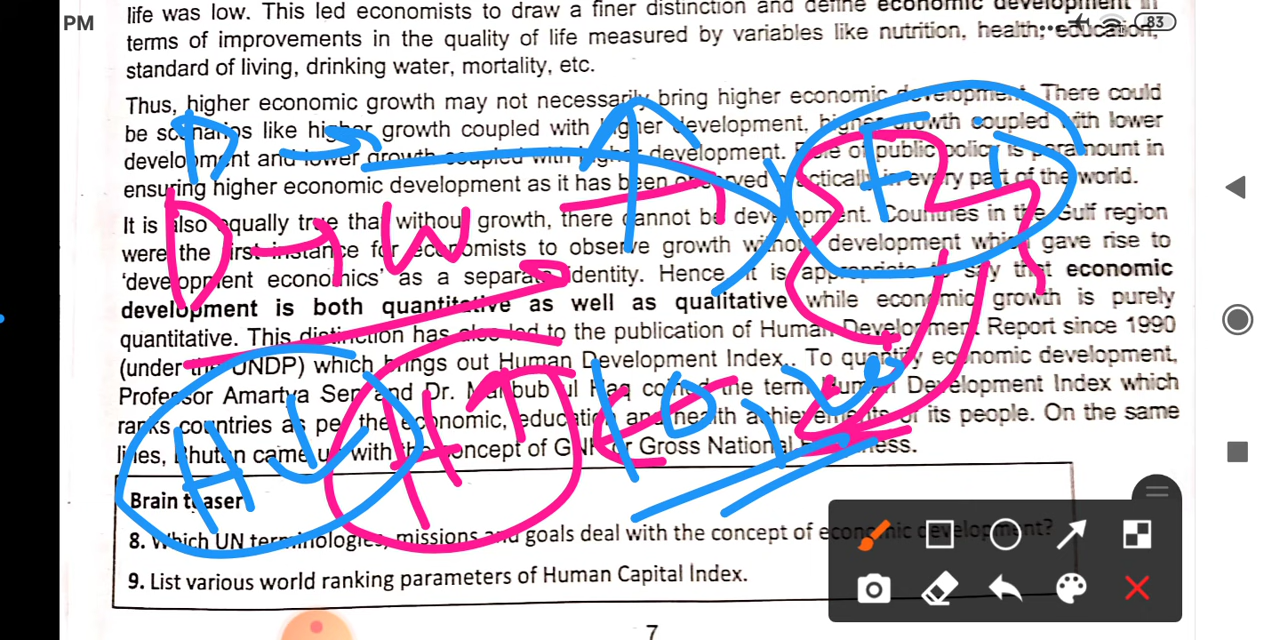 PM
83
life was low. This led economists to draw a finer distinction and define economic development in
terms of improvements in the quality of life measured by variables like nutrition, health, education,
standard of living, drinking water, mortality, etc.
Thus, higher economic growth may not necessarily bring higher economic development. There could
be scenarios like higher growth coupled with higher development, higher growth coupled with lower
development and lower growth coupled with higher development. Role of public policy is paramount in
ensuring higher economic development as it has been observed practically in every part of the world.
It is also equally true that without growth, there cannot be development. Countries in the Gulf region
were the first instance for economists to observe growth without development which gave rise to
‘development economics’ as a separate identity. Hence, it is appropriate to say that economic
development is both quantitative as well as qualitative while economic growth is purely
quantitative. This distinction has also led to the publication of Human Development Report since 1990
(under the UNDP) which brings out Human Development Index.. To quantify economic development,
Professor Amartya Sen and Dr. Mahbub ul Haq coined the term Human Development Index which
ranks countries as per the economic, education and health achievements of its people. On the same
lines, Bhutan came up with the concept of GNH or Gross National Happiness.
Brain teaser
8. Which UN terminologies, missions and goals deal with the concept of economic development?
9. List various world ranking parameters of Human Capital Index.
7